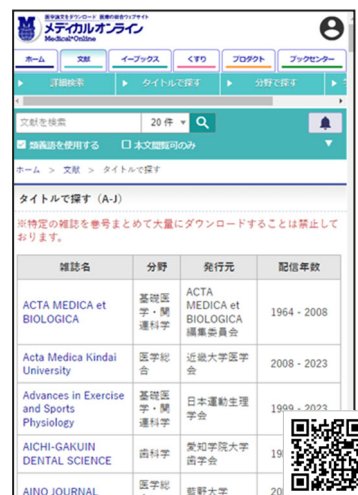 医学論文をダウンロード 医療の総合ウェブサイト
メディカルオンライン
Medical*Online
ホーム 文献 イーブックス くすり プロダクト ブックセンター
詳細検索 タイトルで探す 分野で探す
文献を検索 20 件
類義語を使用する 本文閲覧可のみ
ホーム > 文献 > タイトルで探す
タイトルで探す（A-J）
※特定の雑誌を巻号まとめて大量にダウンロードすることは禁止して
おります。
雑誌名 分野 発行元 配信年数
ACTA MEDICA et
BIOLOGICA
基礎医
学・関
連科学
ACTA
MEDICA et
BIOLOGICA
編集委員会
1964 - 2008
Acta Medica Kindai
University
医学総
合
近畿大学医学
会
2008 - 2023
Advances in Exercise
and Sports
Physiology
基礎医
学・関
連科学
日本運動生理
学会
1999 - 2023
AICHI-GAKUIN
DENTAL SCIENCE
歯科学
愛知学院大学
歯学会
AINO JOURNAL
医学総
藍野大学